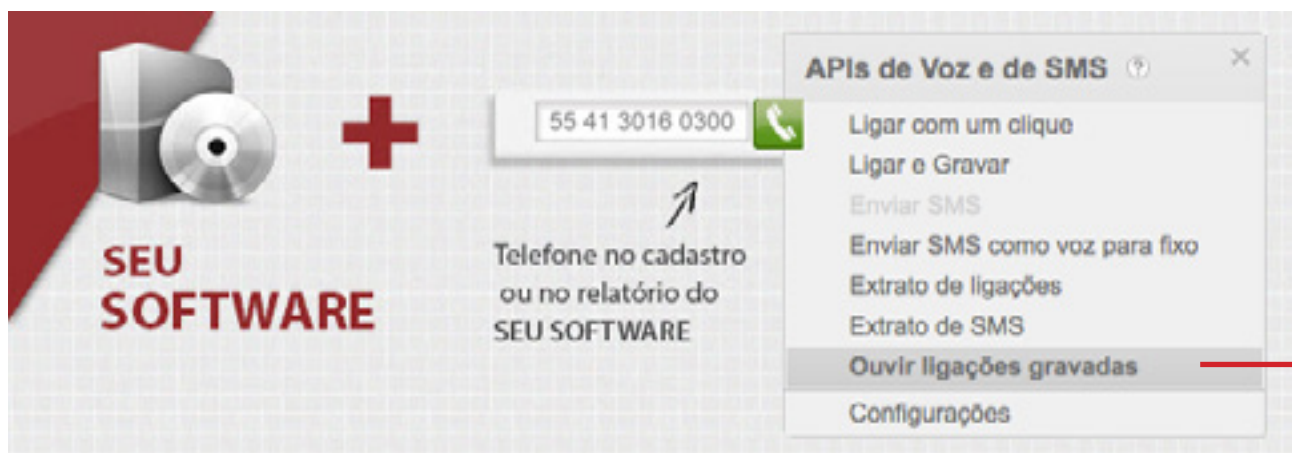 SEU
SOFTWARE
55 41 3016 0300
Telefone no cadastro
ou no relatório do
SEU SOFTWARE
APIs de Voz e de SMS ?
Ligar com um clique
Ligar e Gravar
Enviar SMS
Enviar SMS como voz para fixo
Extrato de ligações
Extrato de SMS
Ouvir ligações gravadas
Configurações